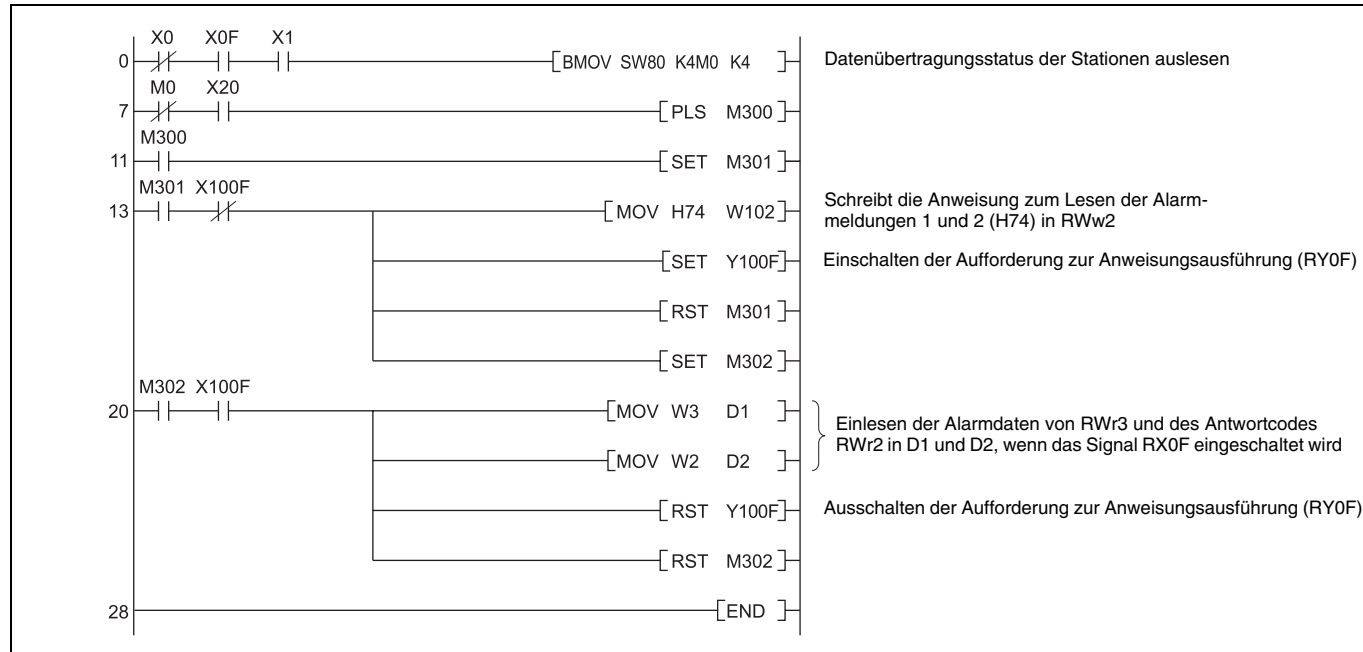 X0 X0F X1
0 BMOV SW80 K4M0 K4 Datenübertragungsstatus der Stationen auslesen
M0 X20
7 PLS M300
M300
11 SET M301
M301 X100F
13 MOV H74 W102 Schreibt die Anweisung zum Lesen der Alarm-
meldungen 1 und 2 (H74) in RWw2
SET Y100F Einschalten der Aufforderung zur Anweisungsausführung (RY0F)
RST M301
SET M302
M302 X100F
20 MOV W3 D1
Einlesen der Alarmdaten von RWr3 und des Antwortcodes
RWr2 in D1 und D2, wenn das Signal RX0F eingeschaltet wird
MOV W2 D2
RST Y100F Ausschalten der Aufforderung zur Anweisungsausführung (RY0F)
RST M302
28 END